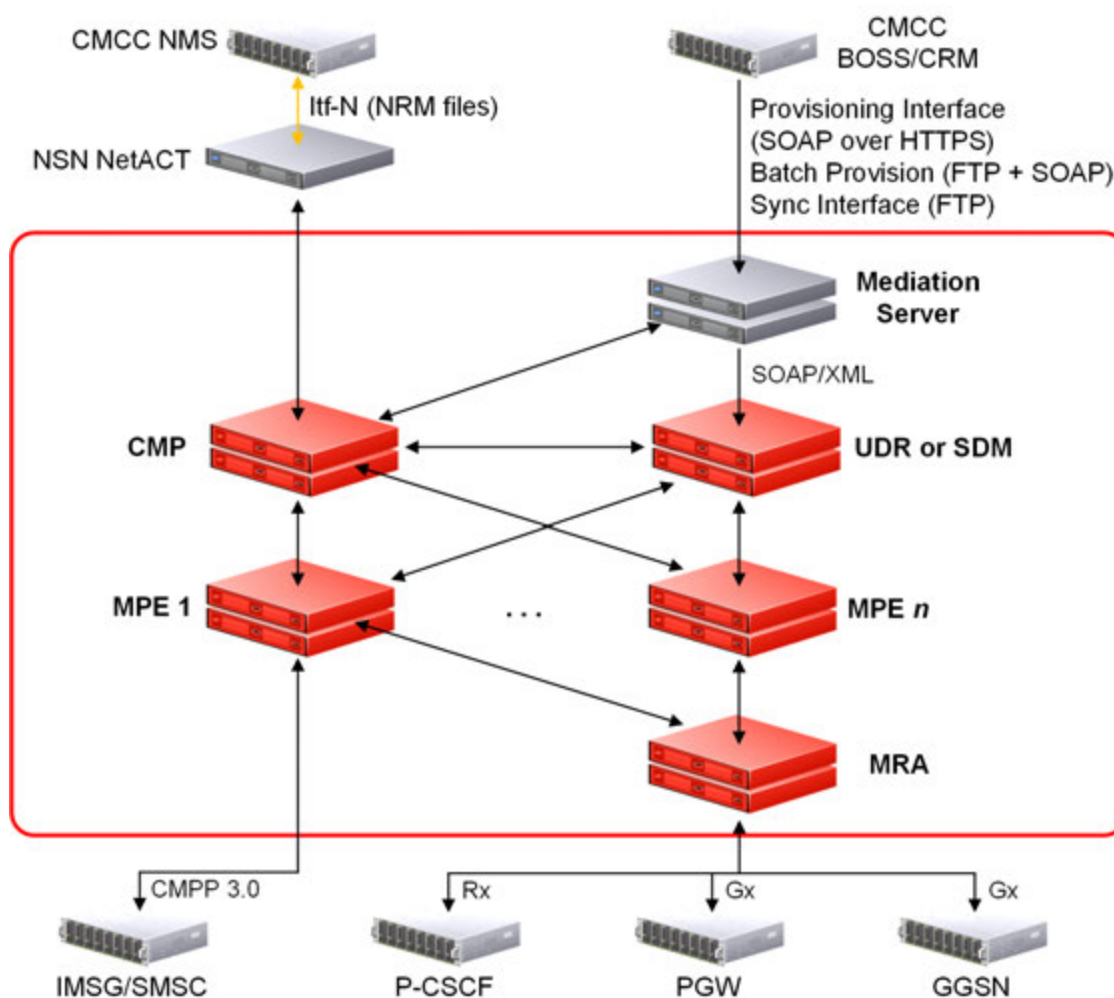 CMCC NMS
CMCC
BOSS/CRM
Itf-N (NRM files)
NSN NetACT
Provisioning Interface
(SOAP over HTTPS)
Batch Provision (FTP + SOAP)
Sync Interface (FTP)
Mediation
Server
SOAP/XML
CMP
UDR or SDM
MPE 1
...
MPE n
MRA
CMPP 3.0
Rx
Gx
Gx
IMSG/SMSC
P-CSCF
PGW
GGSN